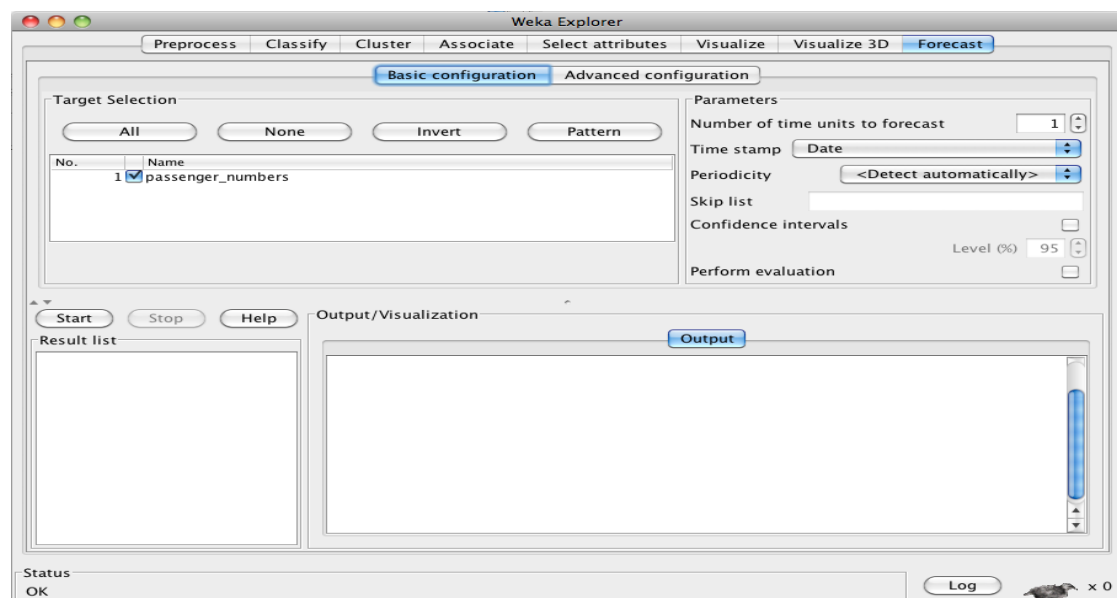 Weka Explorer
Preprocess Classify Cluster Associate Select attributes Visualize Visualize 3D Forecast
Basic configuration Advanced configuration
Target Selection
All None Invert Pattern
No. Name
1 passenger_numbers
Parameters
Number of time units to forecast 1
Time stamp Date
Periodicity <Detect automatically>
Skip list
Confidence intervals
Level (%) 95
Perform evaluation
Start Stop Help
Result list
Output/Visualization
Output
Status
OK
Log x 0